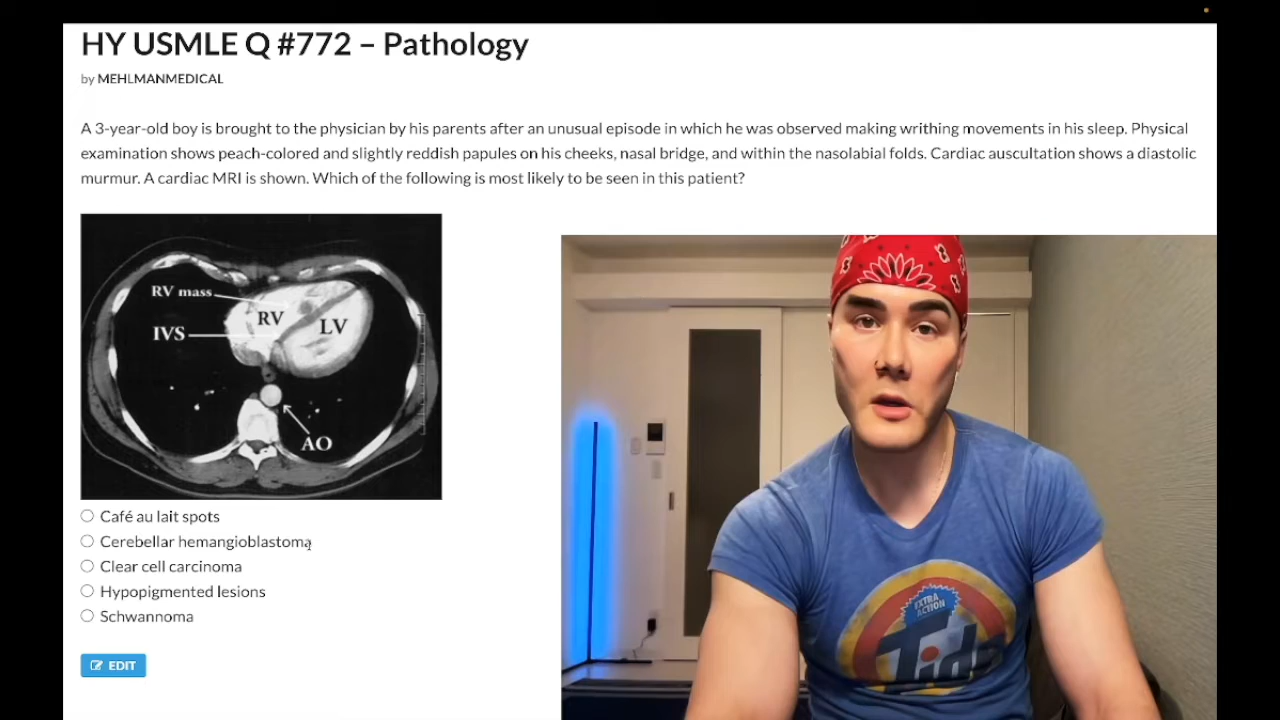 HY USMLE Q #772 – Pathology
by MEHLMANMEDICAL
A 3-year-old boy is brought to the physician by his parents after an unusual episode in which he was observed making writhing movements in his sleep. Physical
examination shows peach-colored and slightly reddish papules on his cheeks, nasal bridge, and within the nasolabial folds. Cardiac auscultation shows a diastolic
murmur. A cardiac MRI is shown. Which of the following is most likely to be seen in this patient?
RV mass
RV
LV
IVS
AO
Café au lait spots
Cerebellar hemangioblastoma
Clear cell carcinoma
Hypopigmented lesions
Schwannoma
EDIT
EXTRA
ACTION
Tide